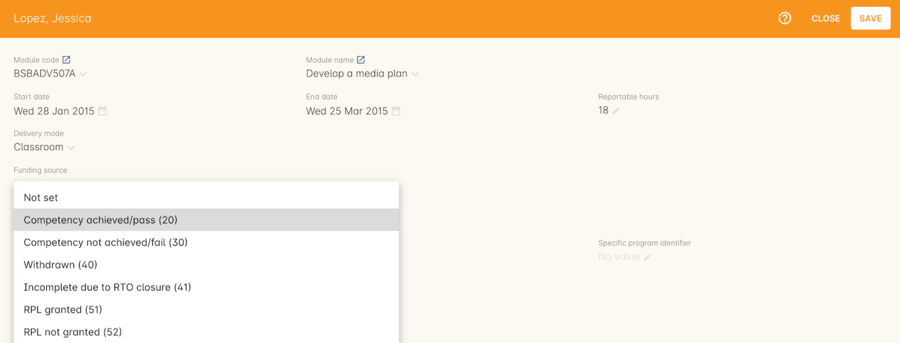 Lopez, Jessica
CLOSE
SAVE
Module code
Module name
BSBADV507A
Develop a media plan
Start date
End date
Reportable hours
Wed 28 Jan 2015
Wed 25 Mar 2015
18
Delivery mode
Classroom
Funding source
Not set
Competency achieved/pass (20)
Competency not achieved/fail (30)
Specific program identifier
No value
Withdrawn (40)
Incomplete due to RTO closure (41)
RPL granted (51)
RPL not granted (52)